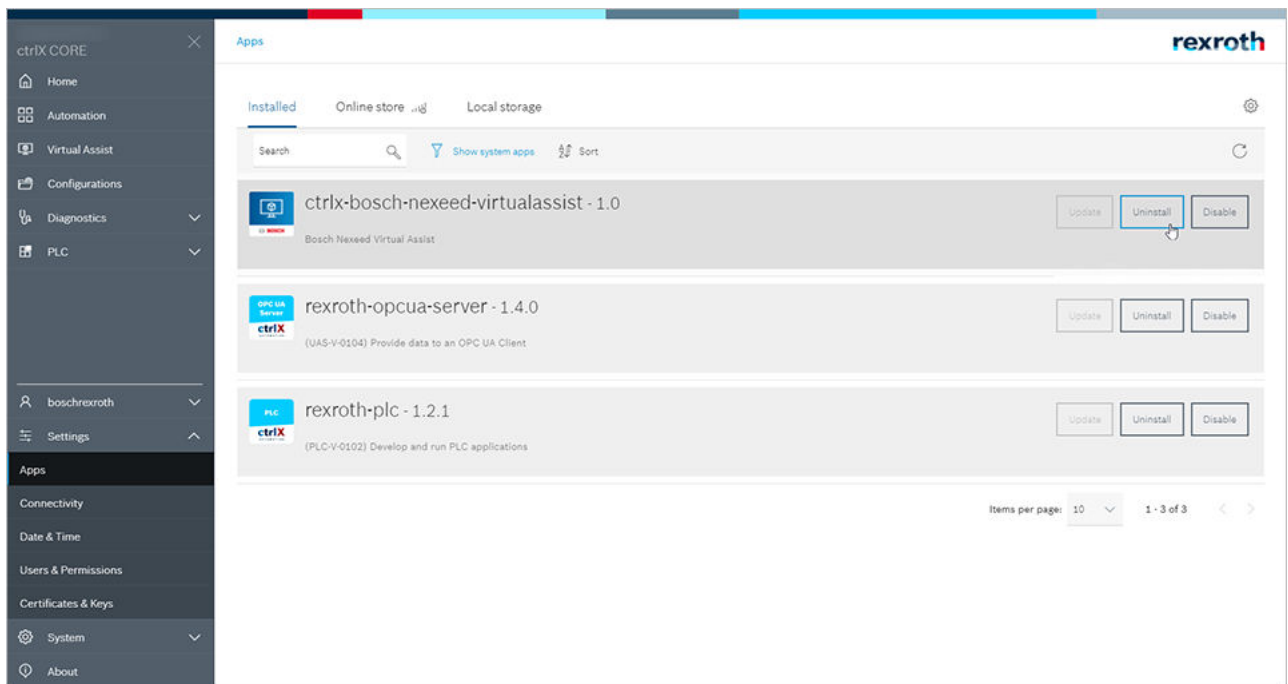 ctrlX CORE
Home
Automation
Virtual Assist
Configurations
Diagnostics
PLC
boschrexroth
Settings
Apps
Connectivity
Date & Time
Users & Permissions
Certificates & Keys
System
About
Apps
rexroth
Installed Online store Local storage
Search Show system apps Sort
ctrlx-bosch-nexeed-virtualassist - 1.0
Bosch Nexeed Virtual Assist
BOSCH
Update Uninstall Disable
OPC UA
Server
ctrlX
rexroth-opcua-server - 1.4.0
(UAS-V-0104) Provide data to an OPC UA Client
Update Uninstall Disable
PLC
ctrlX
rexroth-plc - 1.2.1
(PLC-V-0102) Develop and run PLC applications
Update Uninstall Disable
Items per page: 10 1 - 3 of 3